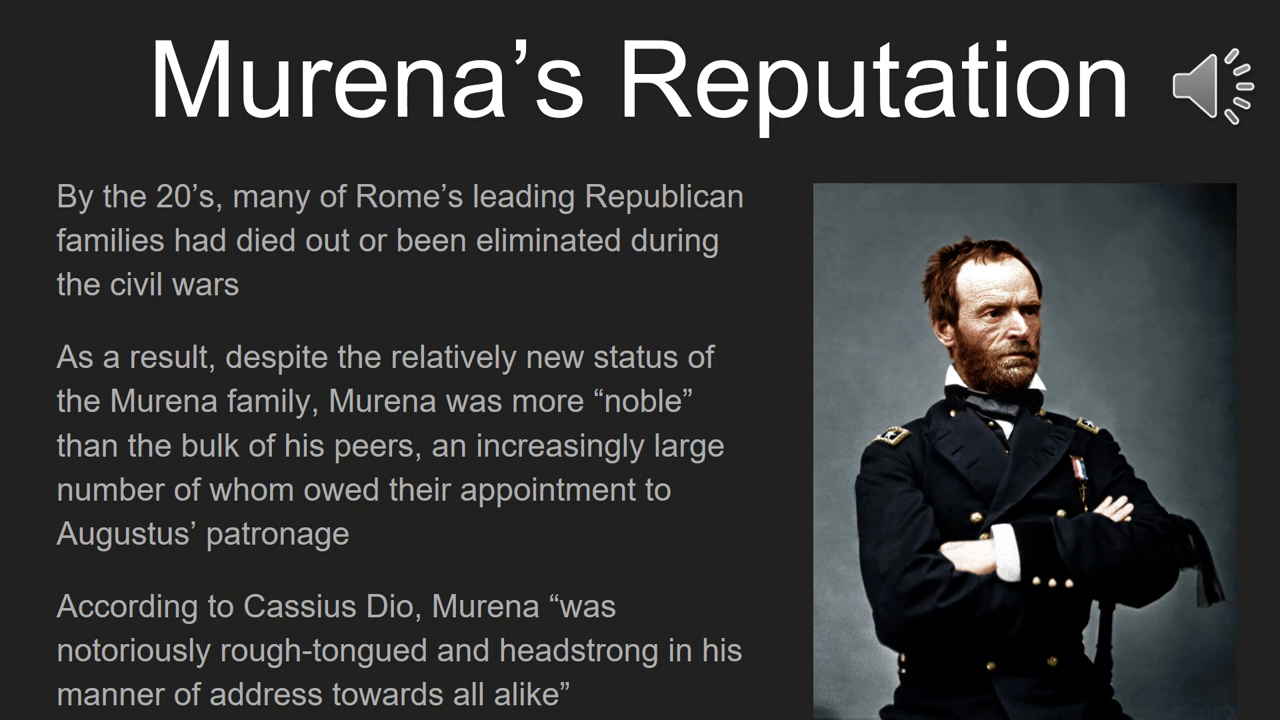 Murena’s Reputation
By the 20’s, many of Rome’s leading Republican
families had died out or been eliminated during
the civil wars
As a result, despite the relatively new status of
the Murena family, Murena was more “noble”
than the bulk of his peers, an increasingly large
number of whom owed their appointment to
Augustus’ patronage
According to Cassius Dio, Murena “was
notoriously rough-tongued and headstrong in his
manner of address towards all alike”